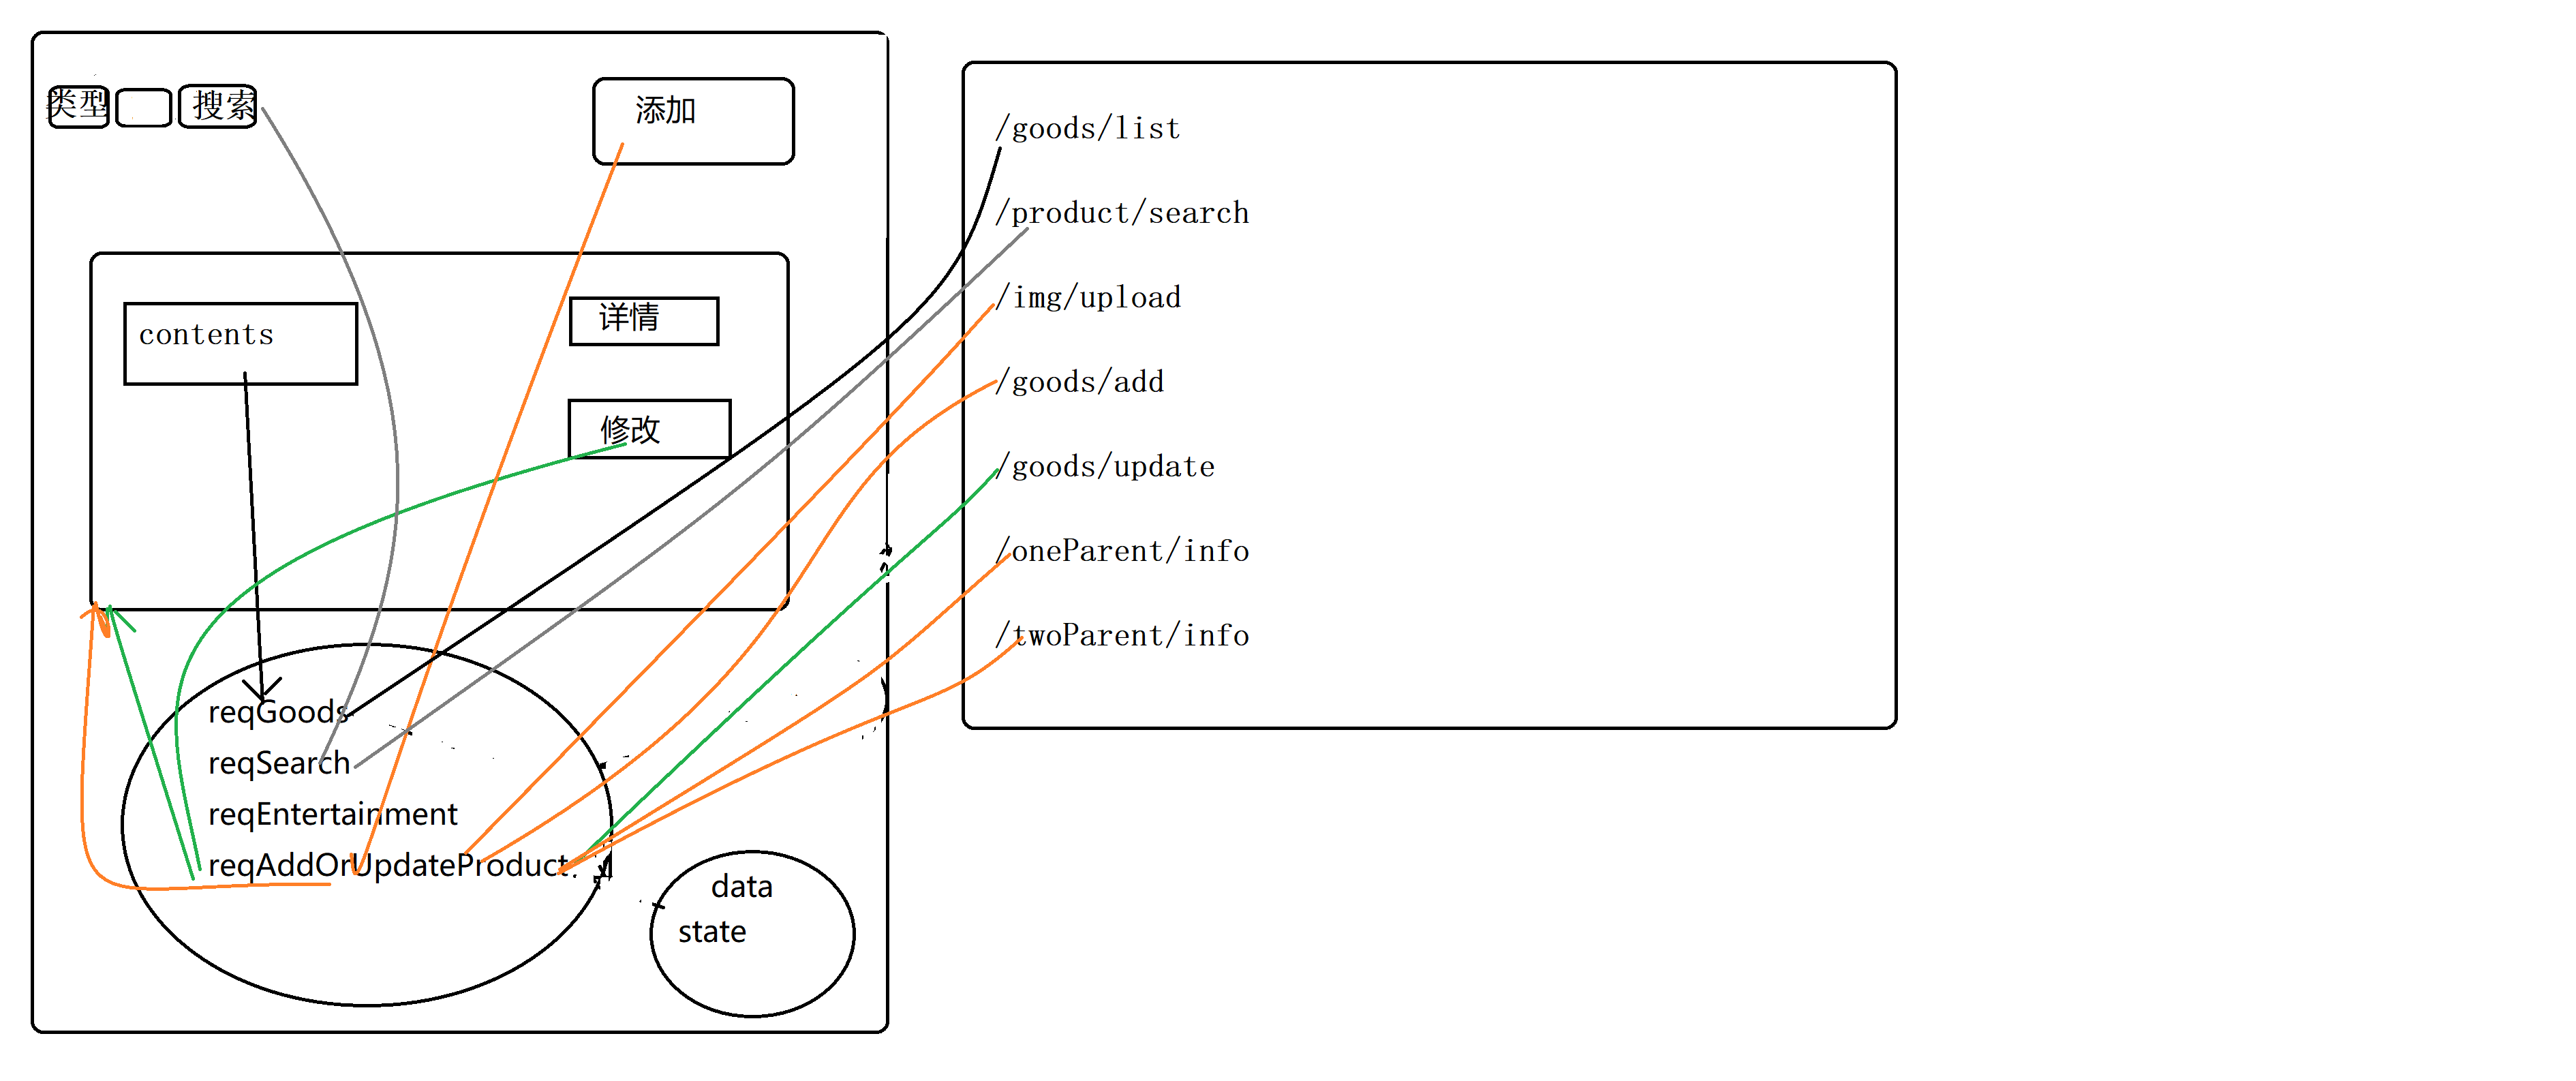 类型
搜索
添加
contents
详情
修改
reqGoods
reqSearch
reqEntertainment
reqAddOrUpdateProduct
data
state
/goods/list
/product/search
/img/upload
/goods/add
/goods/update
/oneParent/info
/twoParent/info